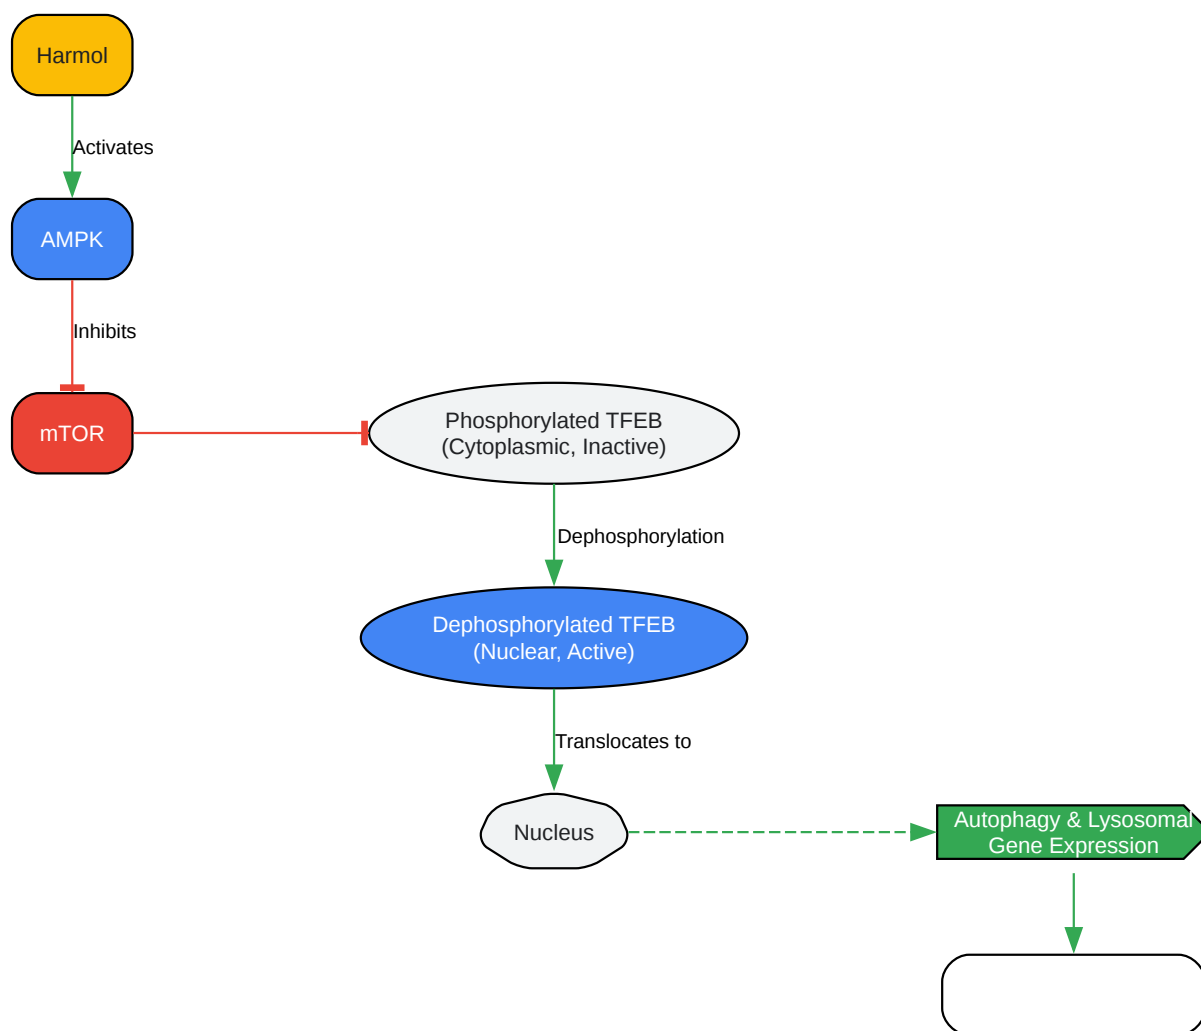 Harmol
Activates
AMPK
Inhibits
mTOR
Phosphorylated TFEB
(Cytoplasmic, Inactive)
Dephosphorylation
Dephosphorylated TFEB
(Nuclear, Active)
Translocates to
Nucleus
Autophagy & Lysosomal
Gene Expression